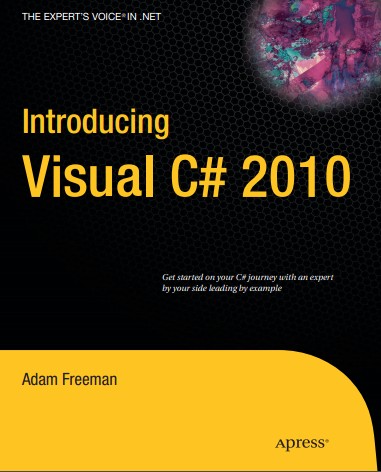 THE EXPERT'S VOICE® IN .NET
Introducing
Visual C# 2010
Get started on your C# journey with an expert
by your side leading by example
Adam Freeman
Apress®